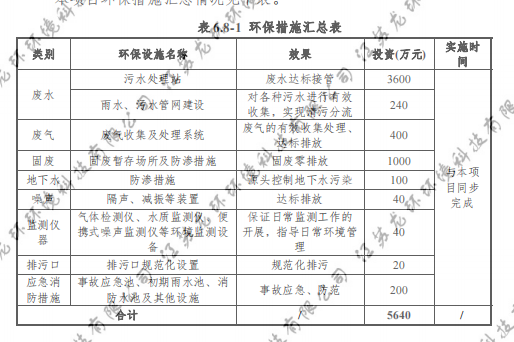 本项目环保措施汇总情况见下表。
表 6.8-1 环保措施汇总表
类别 环保设施名称 效果 投资(万元) 实施时间
废水 污水处理站 废水达标接管 3600
雨水、污水管网建设 对各种污水进行有效收集，实现清污分流 240
废气 废气收集及处理系统 废气的有效收集处理、达标排放 400
固废 固废暂存场所及防渗措施 固废零排放 1000
地下水 防渗措施 源头控制地下水污染 100
噪声 隔声、减振等装置 达标排放 40
监测仪器 气体检测仪、水质监测仪、便携式噪声监测仪等环境监测设备 保证日常监测工作的开展，指导日常环境管理 40
排污口 排污口规范化设置 规范化排污 20
应急消防措施 事故应急池、初期雨水池、消防水池及其他设施 事故应急、防范 200
与本项目同步完成
合计 / 5640 /
江苏龙环环境科技有限公司